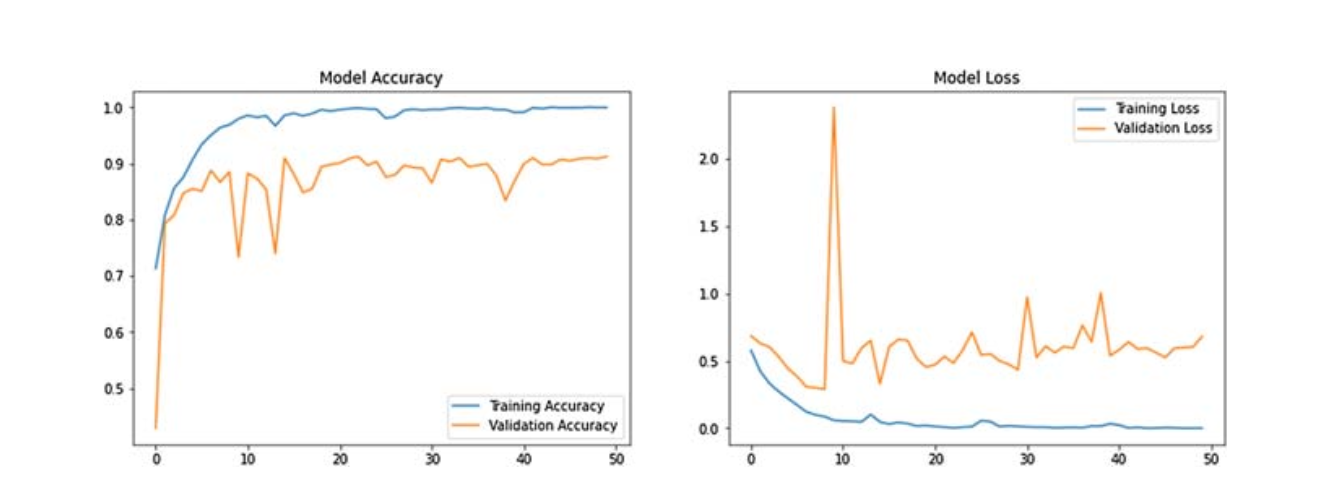 Model Accuracy
1.0
0.9
0.8
0.7
0.6
0.5
Training Accuracy
Validation Accuracy
0 10 20 30 40 50
Model Loss
Training Loss
Validation Loss
2.0
1.5
1.0
0.5
0.0
0 10 20 30 40 50